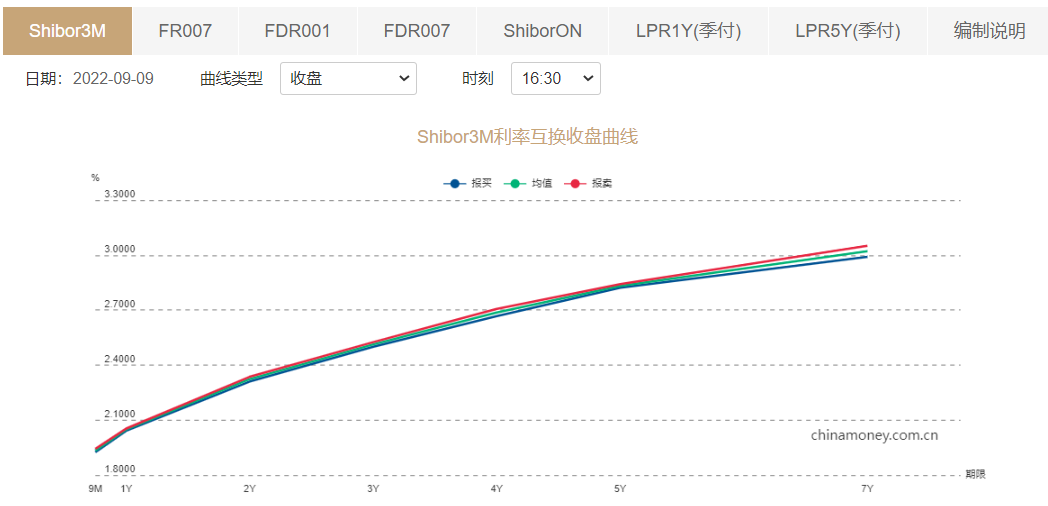 Shibor3M FR007 FDR001 FDR007 ShiborON LPR1Y(季付) LPR5Y(季付) 编制说明
日期：2022-09-09 曲线类型 收盘 时刻 16:30
Shibor3M利率互换收盘曲线
%
报买 均值 报卖
3.3000
3.0000
2.7000
2.4000
2.1000
chinamoney.com.cn
1.8000
期限
9M 1Y 2Y 3Y 4Y 5Y 7Y